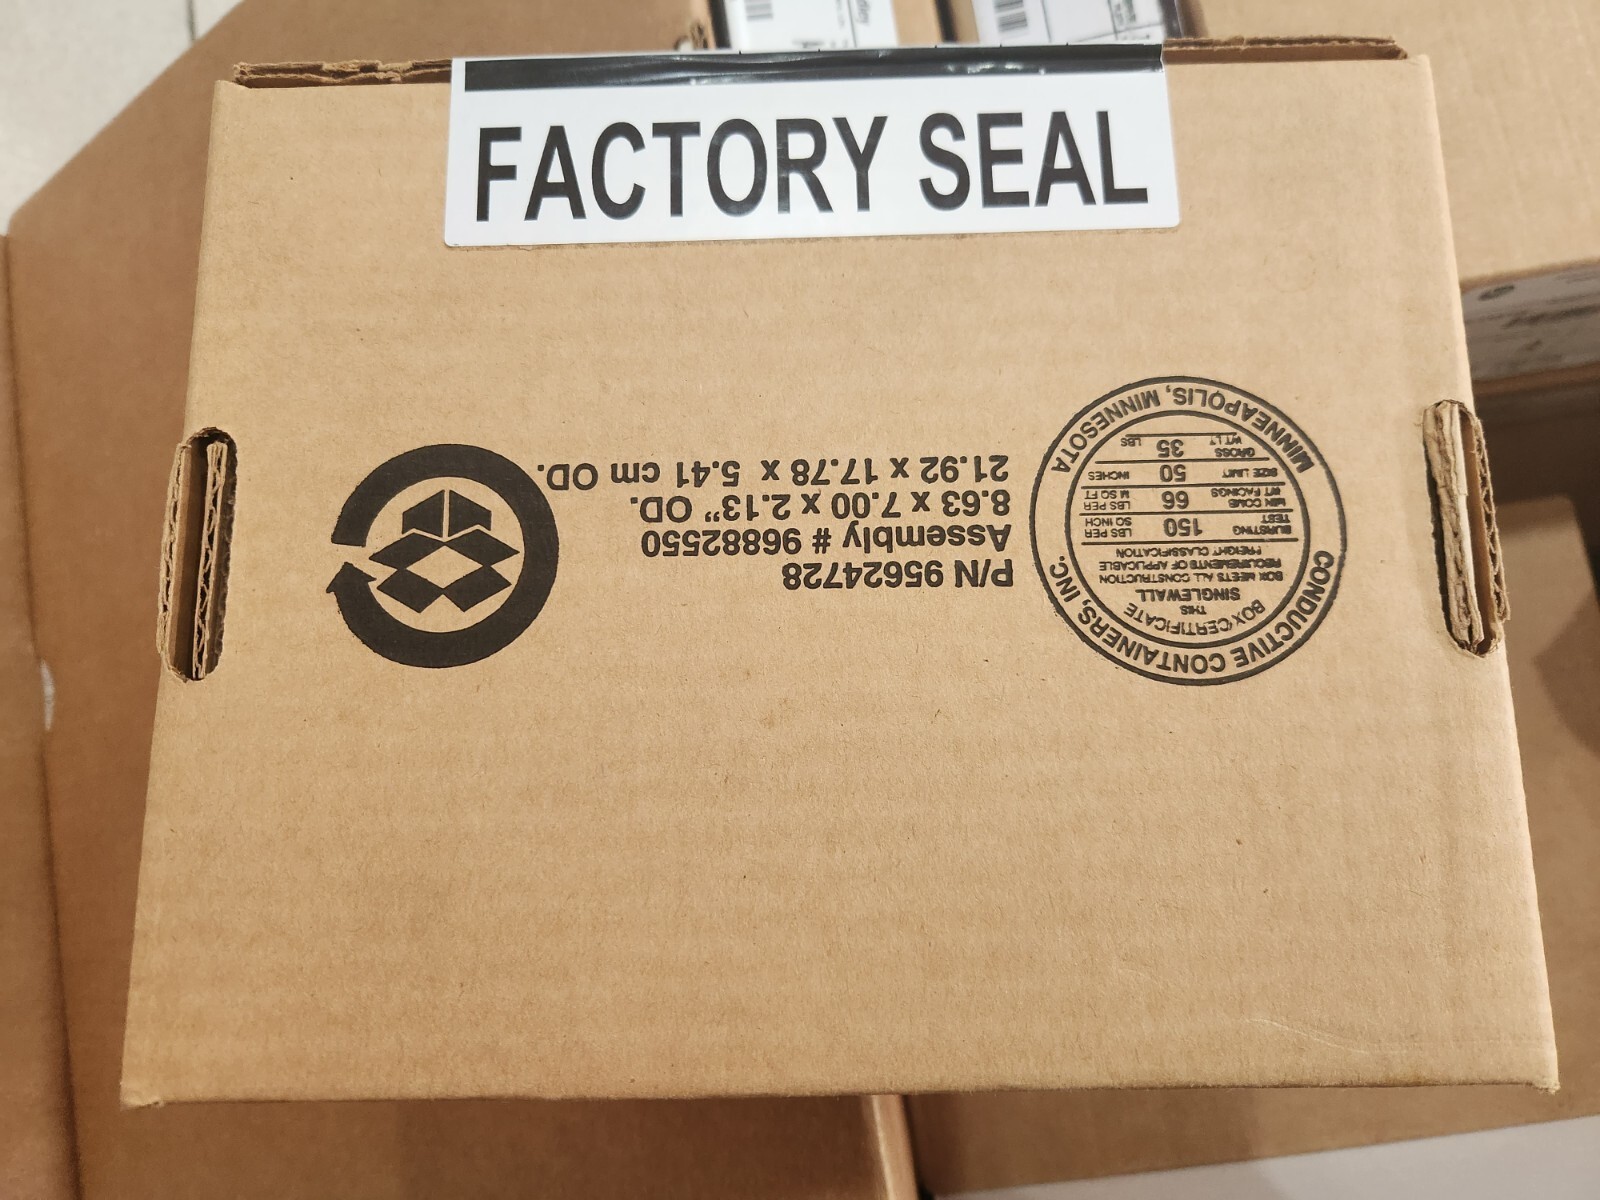 FACTORY SEAL
P/N 95624728
Assembly # 96882550
8.63 x 7.00 x 2.13" OD.
21.92 x 17.78 x 5.41 cm OD.
CONDUCTIVE CONTAINERS, INC.
BOX CERTIFICATE
THIS
SINGLEWALL
BOX MEETS ALL CONSTRUCTION
REQUIREMENTS OF APPLICABLE
FREIGHT CLASSIFICATION
BURSTING TEST 150 LBS PER SQ INCH
MIN COMB WT FACINGS 66 LBS PER M SQ FT
SIZE LIMIT 50 INCHES
GROSS WT LT 35 LBS
MINNEAPOLIS, MINNESOTA